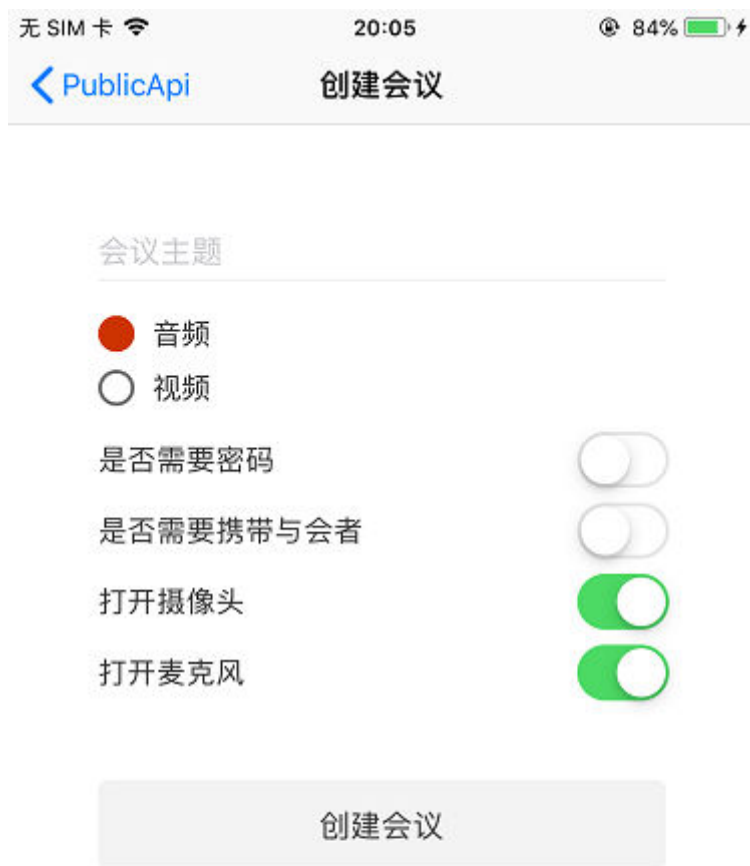 无 SIM 卡 20:05 84%
PublicApi 创建会议
会议主题
音频
视频
是否需要密码
是否需要携带与会者
打开摄像头
打开麦克风
创建会议